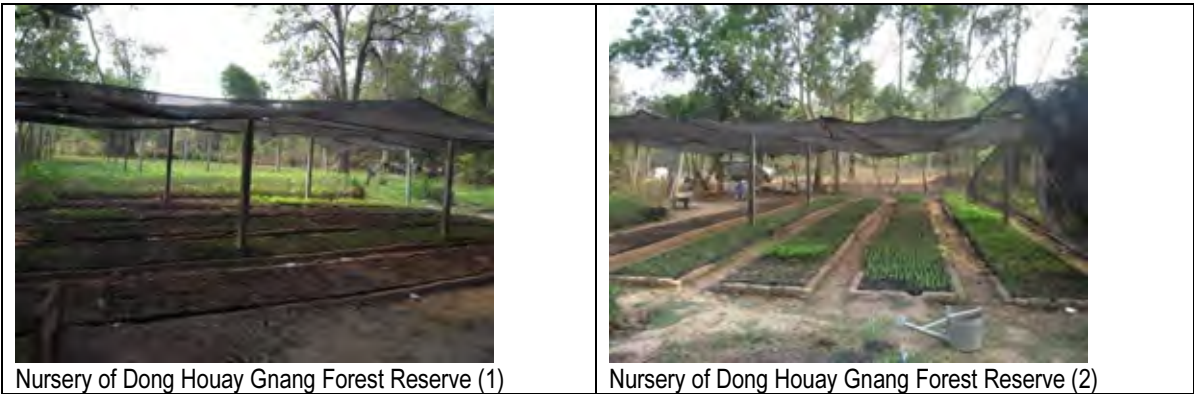 Nursery of Dong Houay Gnang Forest Reserve (1)
Nursery of Dong Houay Gnang Forest Reserve (2)